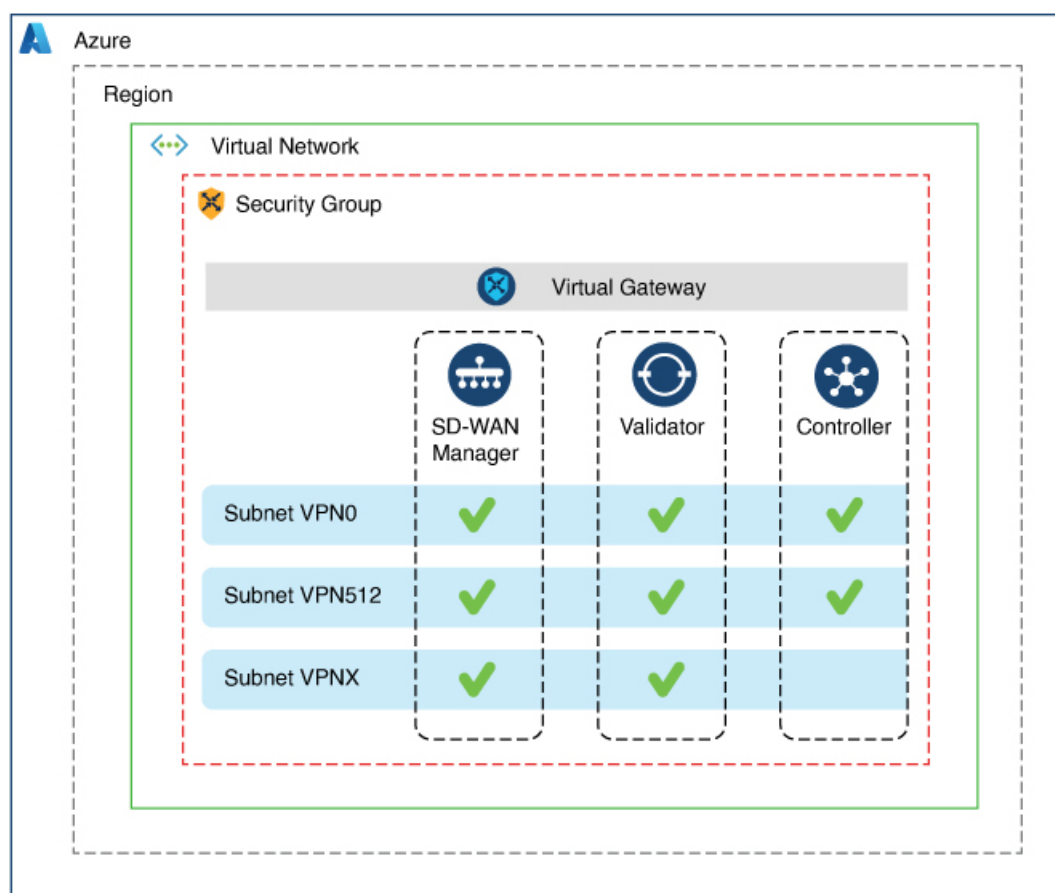 Azure
Region
Virtual Network
Security Group
Virtual Gateway
SD-WAN
Manager
Validator
Controller
Subnet VPN0
Subnet VPN512
Subnet VPNX